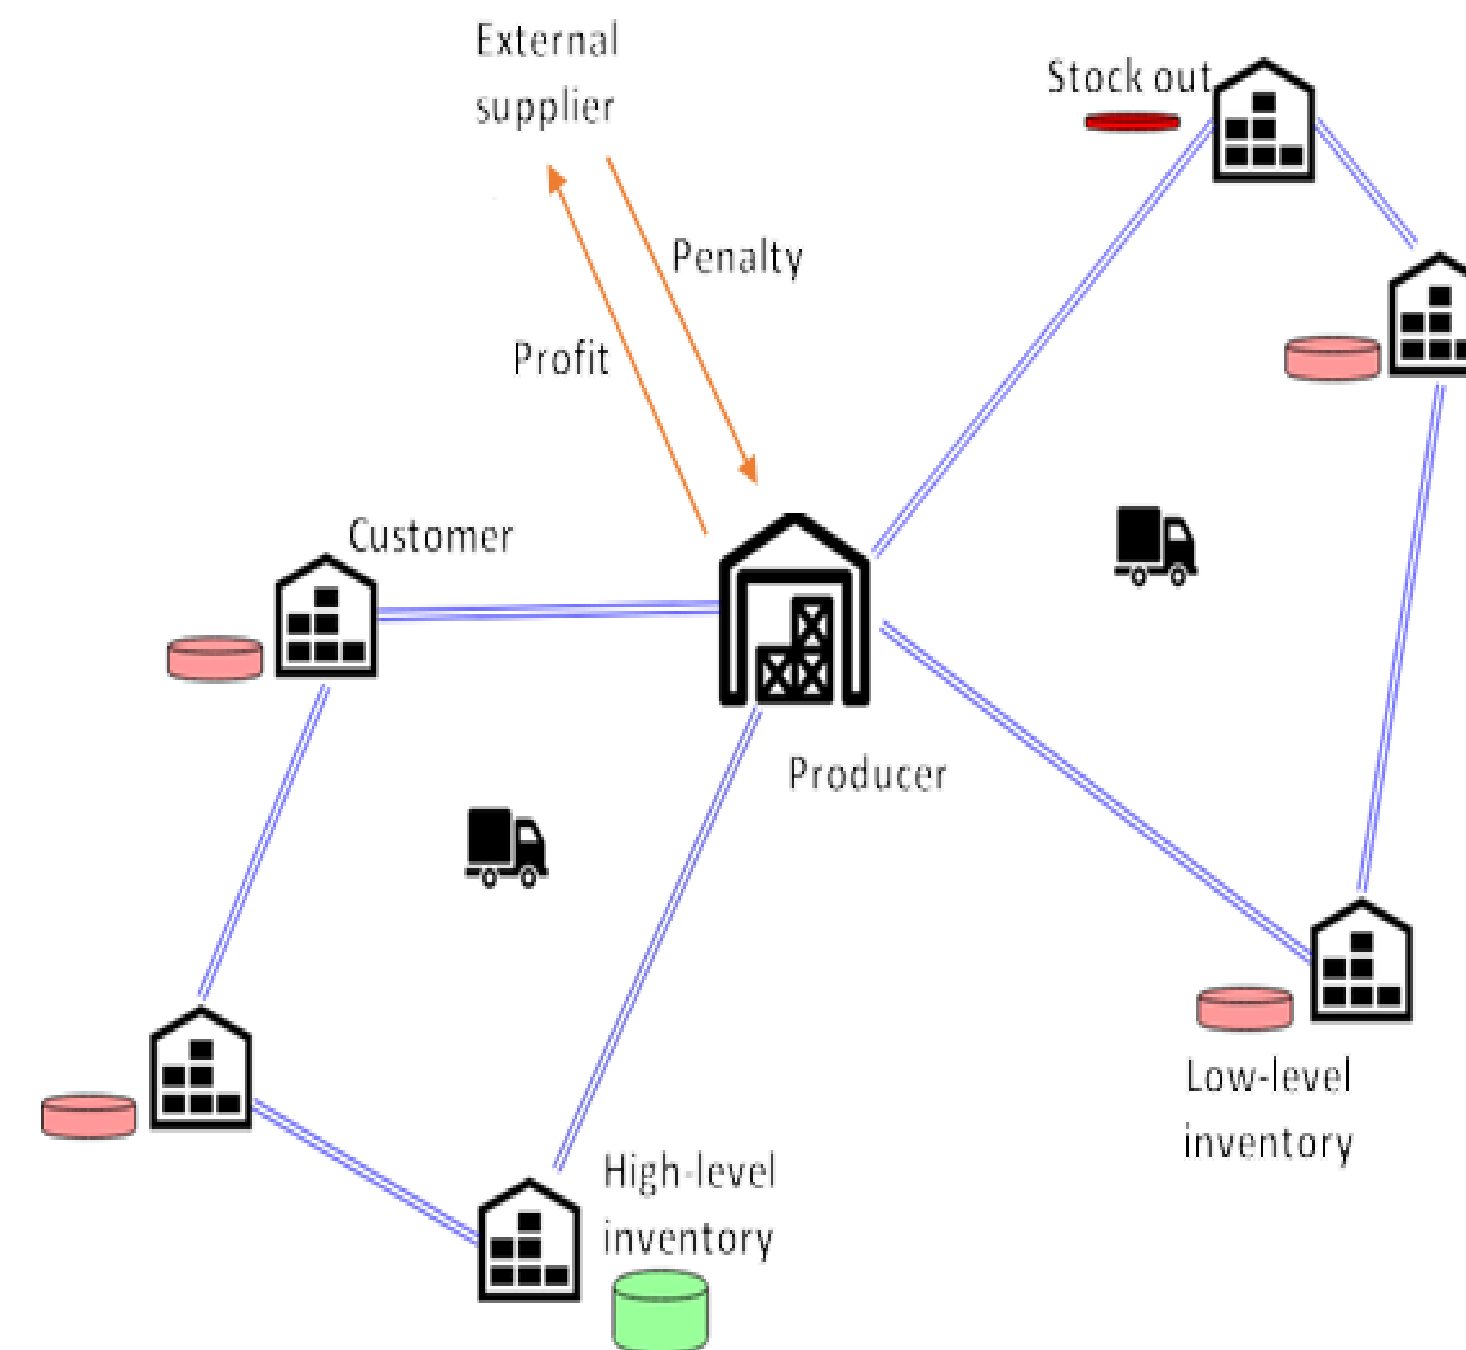 External
supplier
Stock out
Penalty
Profit
Customer
Producer
Low-level
inventory
High-level
inventory